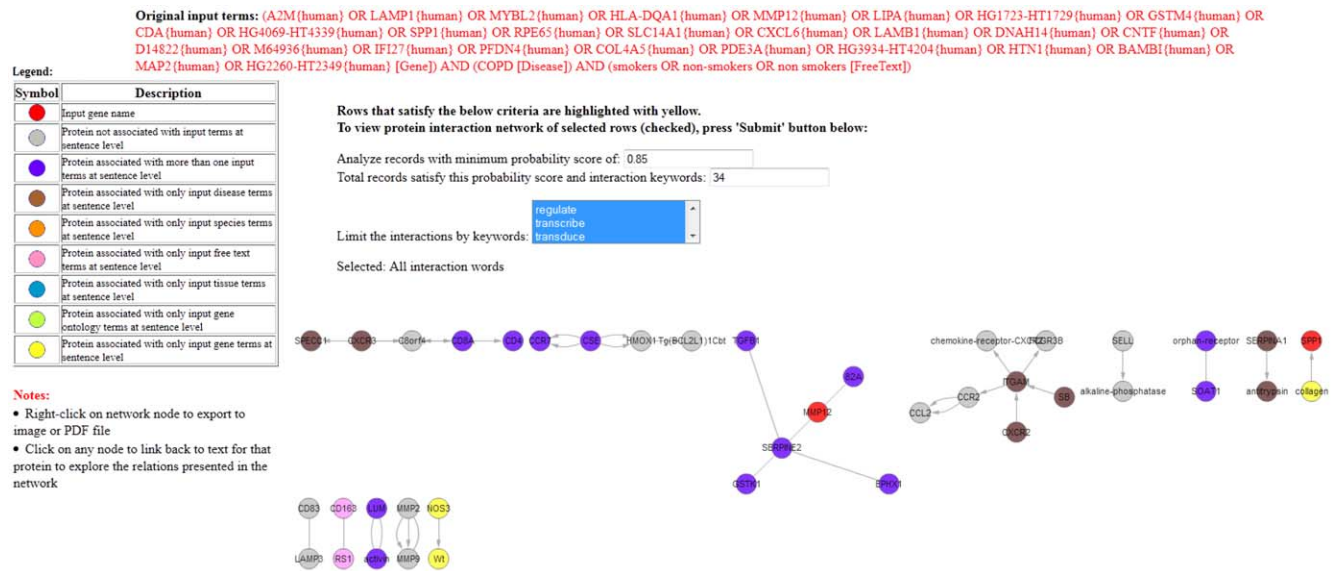 Original input terms: (A2M{human} OR LAMP1{human} OR MYBL2{human} OR HLA-DQA1{human} OR MMP12{human} OR LIPA{human} OR HG1723-HT1729{human} OR GSTM4{human} OR
CDA{human} OR HG4069-HT4339{human} OR SPP1{human} OR RPE65{human} OR SLC14A1{human} OR CXCL6{human} OR LAMB1{human} OR DNAH14{human} OR CNTF{human} OR
D14822{human} OR M64936{human} OR IFI27{human} OR PFDN4{human} OR COL4A5{human} OR PDE3A{human} OR HG3934-HT4204{human} OR HTN1{human} OR BAMBI{human} OR
MAP2{human} OR HG2260-HT2349{human} [Gene]) AND (COPD [Disease]) AND (smokers OR non-smokers OR non smokers [FreeText])
Legend:
Symbol Description
Input gene name
Protein not associated with input terms at
sentence level
Protein associated with more than one input
terms at sentence level
Protein associated with only input disease terms
at sentence level
Protein associated with only input species terms
at sentence level
Protein associated with only input free text
terms at sentence level
Protein associated with only input tissue terms
at sentence level
Protein associated with only input gene
ontology terms at sentence level
Protein associated with only input gene terms at
sentence level
Notes:
• Right-click on network node to export to
image or PDF file
• Click on any node to link back to text for that
protein to explore the relations presented in the
network
Rows that satisfy the below criteria are highlighted with yellow.
To view protein interaction network of selected rows (checked), press 'Submit' button below:
Analyze records with minimum probability score of: 0.85
Total records satisfy this probability score and interaction keywords: 34
regulate
transcribe
transduce
Limit the interactions by keywords:
Selected: All interaction words
SPECC1 CXCR3 C8orf4 CD8A CD4 CCR7 CSE HMOX1 Tg(BCL2L1)1Cbt TGFB1
B2A
MMP12
SERPINE2
GSTK1 EPHX1
chemokine-receptor-CXCR2 FCGR3B
ITGAM
CCR2 SB
CCL2
CXCR2
SELL
alkaline-phosphatase
orphan-receptor SERPINA1 SPP1
SOAT1 antitrypsin collagen
CD83 CD163 LUM MMP2 NOS3
LAMP3 RS1 activin MMP9 Wt